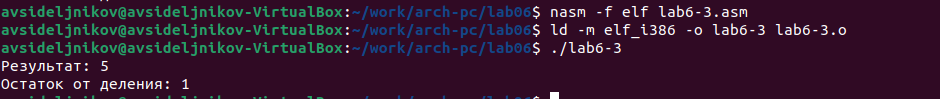 avsideljnikov@avsideljnikov-VirtualBox:~/work/arch-pc/lab06$ nasm -f elf lab6-3.asm
avsideljnikov@avsideljnikov-VirtualBox:~/work/arch-pc/lab06$ ld -m elf_i386 -o lab6-3 lab6-3.o
avsideljnikov@avsideljnikov-VirtualBox:~/work/arch-pc/lab06$ ./lab6-3
Результат: 5
Остаток от деления: 1